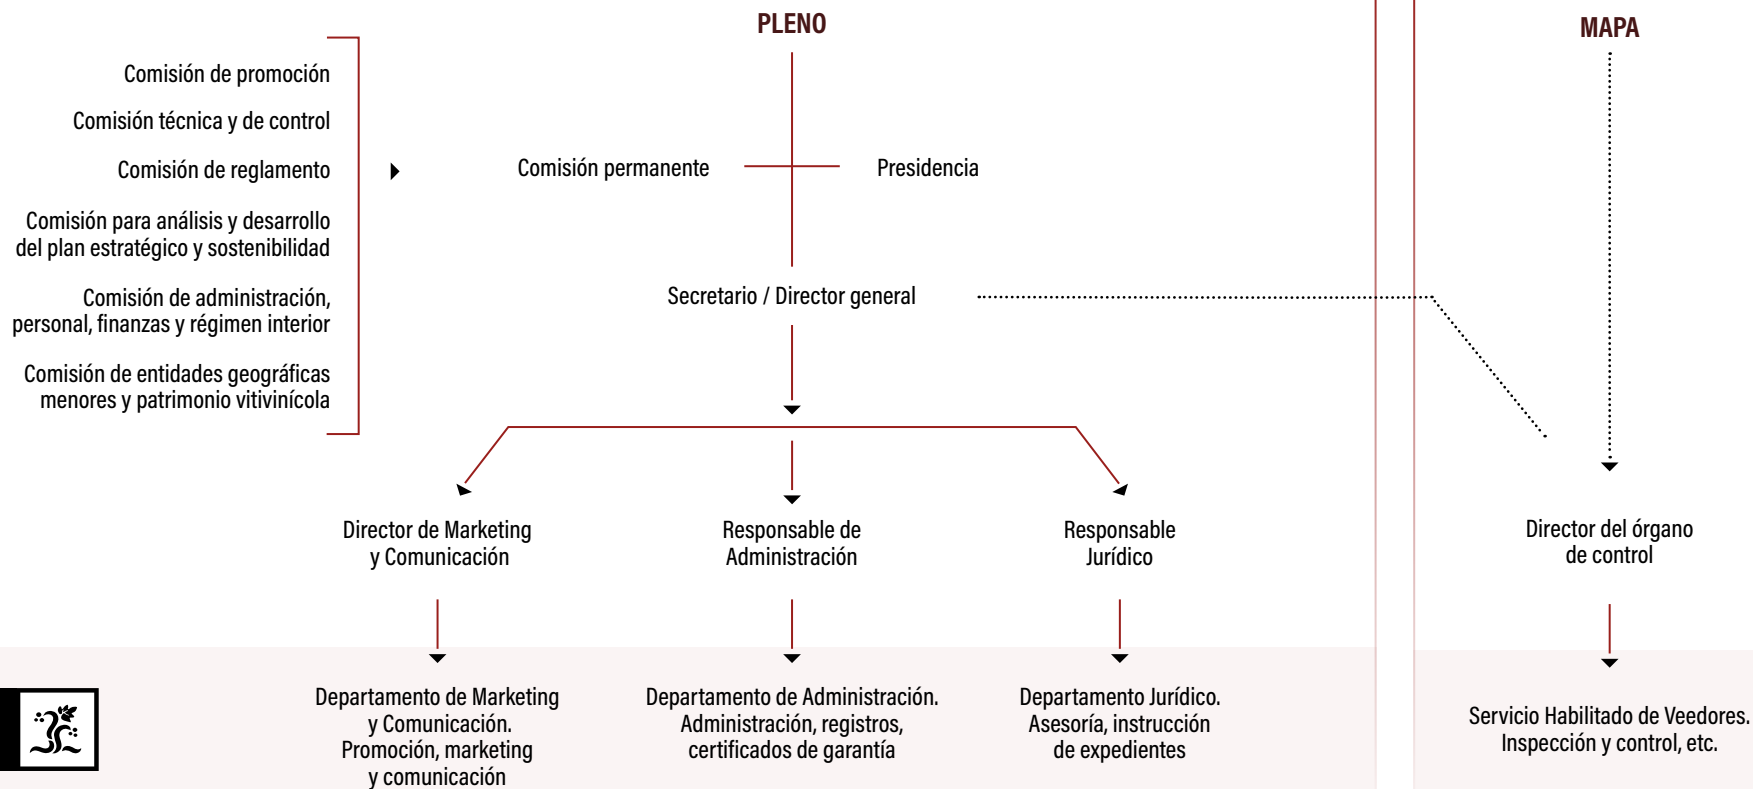 PLENO
MAPA
Comisión de promoción
Comisión técnica y de control
Comisión de reglamento
Comisión para análisis y desarrollo
del plan estratégico y sostenibilidad
Comisión de administración,
personal, finanzas y régimen interior
Comisión de entidades geográficas
menores y patrimonio vitivinícola
Comisión permanente
Presidencia
Secretario / Director general
Director de Marketing
y Comunicación
Responsable de
Administración
Responsable
Jurídico
Director del órgano
de control
Departamento de Marketing
y Comunicación.
Promoción, marketing
y comunicación
Departamento de Administración.
Administración, registros,
certificados de garantía
Departamento Jurídico.
Asesoría, instrucción
de expedientes
Servicio Habilitado de Veedores.
Inspección y control, etc.